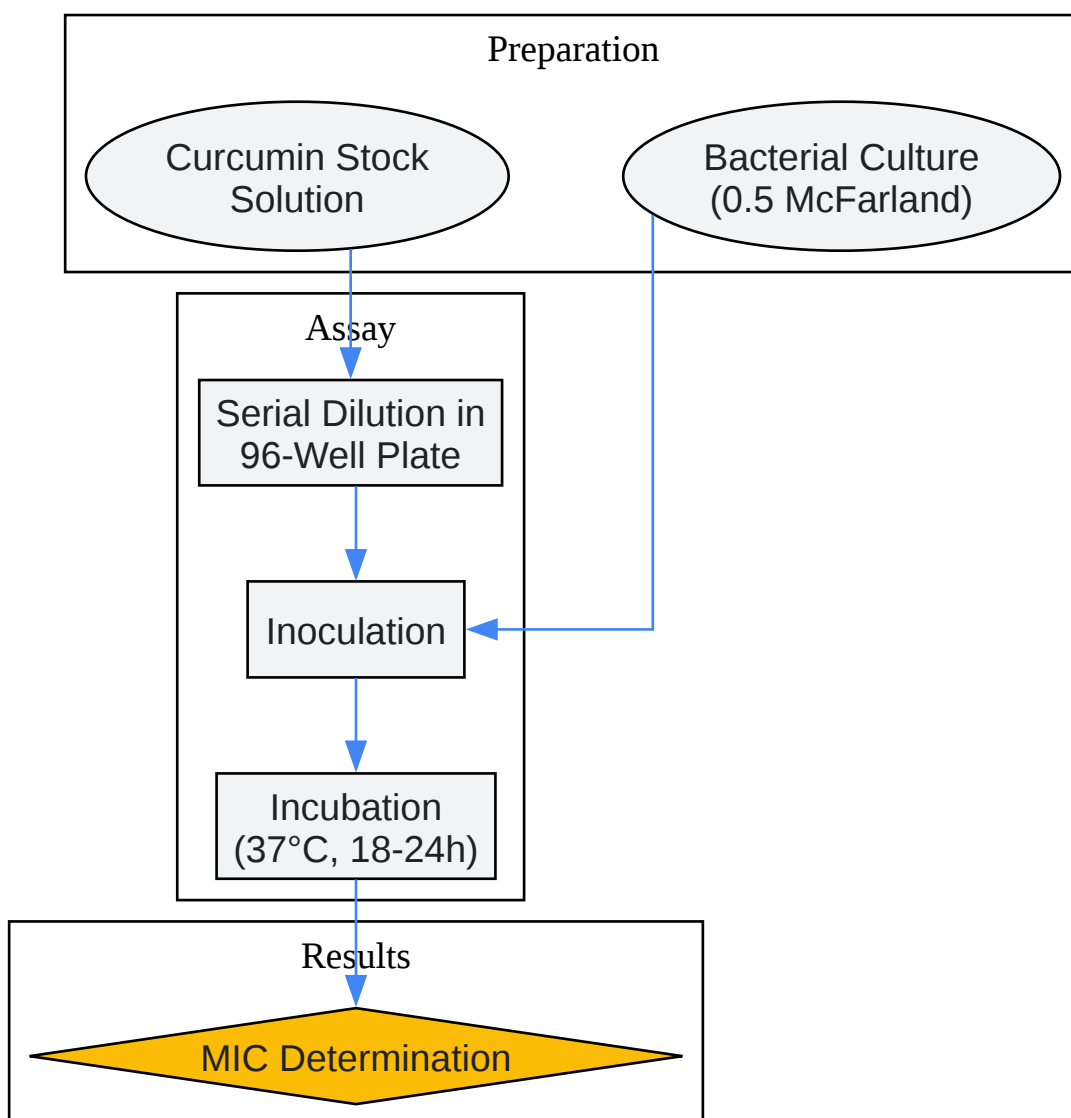 Preparation
Curcumin Stock
Solution
Bacterial Culture
(0.5 McFarland)
Assay
Serial Dilution in
96-Well Plate
Inoculation
Incubation
(37°C, 18-24h)
Results
MIC Determination